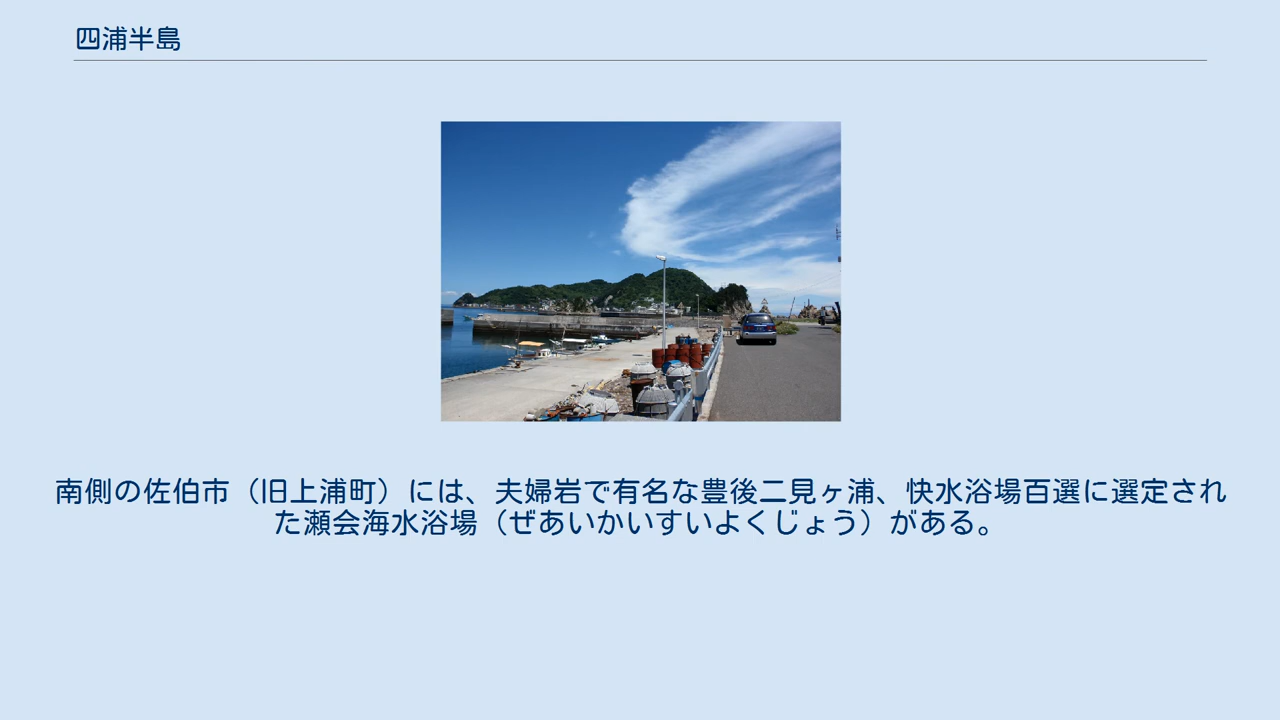 四浦半島
南側の佐伯市（旧上浦町）には、夫婦岩で有名な豊後二見ヶ浦、快水浴場百選に選定され
た瀬会海水浴場（ぜあいかいすいよくじょう）がある。